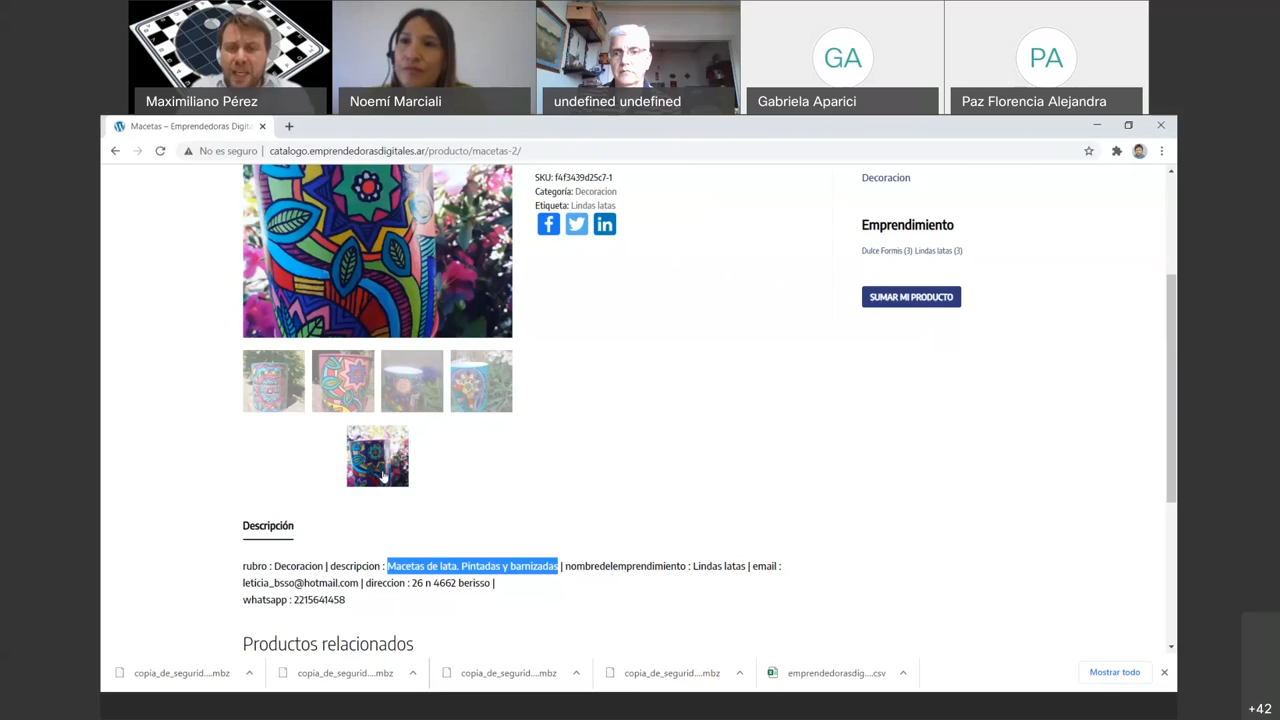 Maximiliano Pérez
Noemí Marciali
undefined undefined
GA
Gabriela Aparici
PA
Paz Florencia Alejandra
Macetas – Emprendedoras Digita
No es seguro | catalogo.emprendedorasdigitales.ar/producto/macetas-2/
SKU: f4f3439d25c7-1
Categoría: Decoracion
Etiqueta: Lindas latas
Decoracion
Emprendimiento
Dulce Formis (3) Lindas latas (3)
SUMAR MI PRODUCTO
Descripción
rubro : Decoracion | descripcion : Macetas de lata. Pintadas y barnizadas | nombredelemprendimiento : Lindas latas | email :
leticia_bsso@hotmail.com | direccion : 26 n 4662 berisso |
whatsapp : 2215641458
Productos relacionados
copia_de_segurid....mbz
copia_de_segurid....mbz
copia_de_segurid....mbz
copia_de_segurid....mbz
emprendedorasdig....csv
Mostrar todo
+42